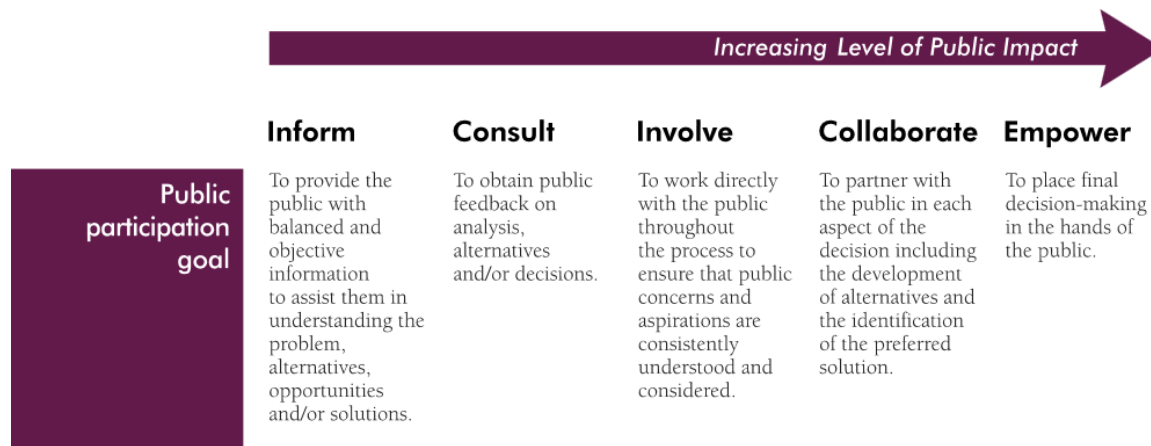 Increasing Level of Public Impact
Inform
Consult
Involve
Collaborate
Empower
Public
participation
goal
To provide the
public with
balanced and
objective
information
to assist them in
understanding the
problem,
alternatives,
opportunities
and/or solutions.
To obtain public
feedback on
analysis,
alternatives
and/or decisions.
To work directly
with the public
throughout
the process to
ensure that public
concerns and
aspirations are
consistently
understood and
considered.
To partner with
the public in each
aspect of the
decision including
the development
of alternatives and
the identification
of the preferred
solution.
To place final
decision-making
in the hands of
the public.